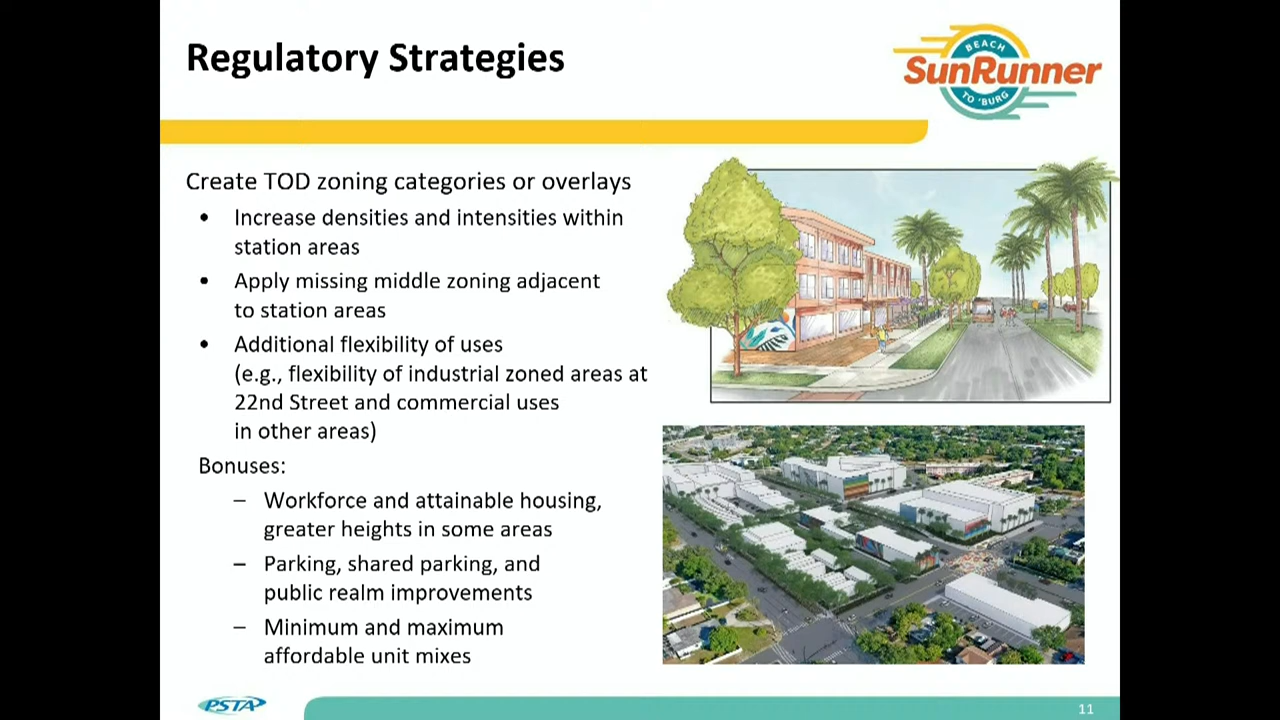 Regulatory Strategies
BEACH
SunRunner
TO 'BURG
Create TOD zoning categories or overlays
• Increase densities and intensities within
station areas
• Apply missing middle zoning adjacent
to station areas
• Additional flexibility of uses
(e.g., flexibility of industrial zoned areas at
22nd Street and commercial uses
in other areas)
Bonuses:
– Workforce and attainable housing,
greater heights in some areas
– Parking, shared parking, and
public realm improvements
– Minimum and maximum
affordable unit mixes
PSTA
11